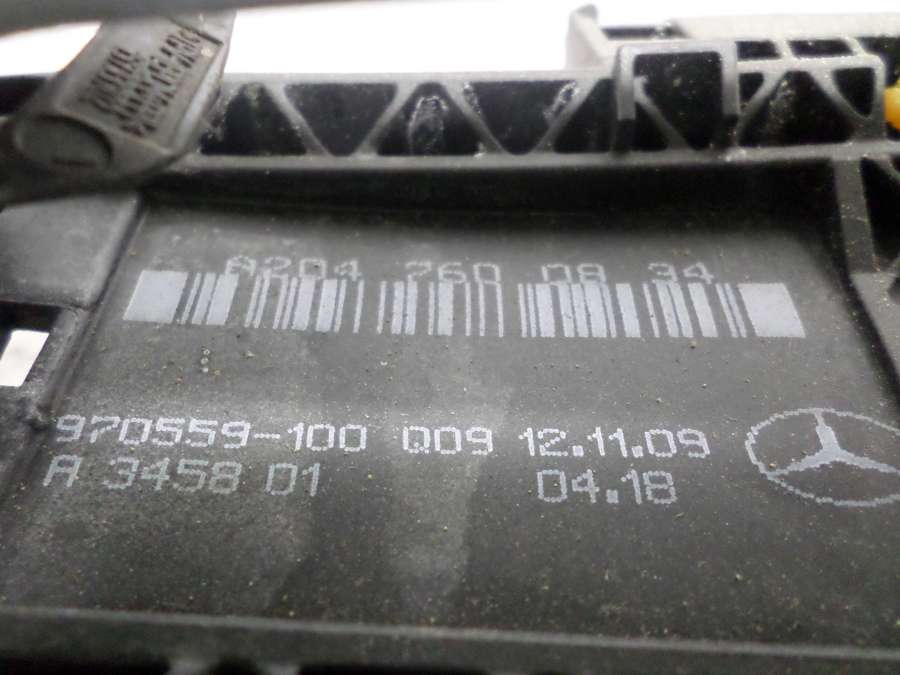 A204 760 08 34
970559-100 Q09 12.11.09
A 3458 01 04.18